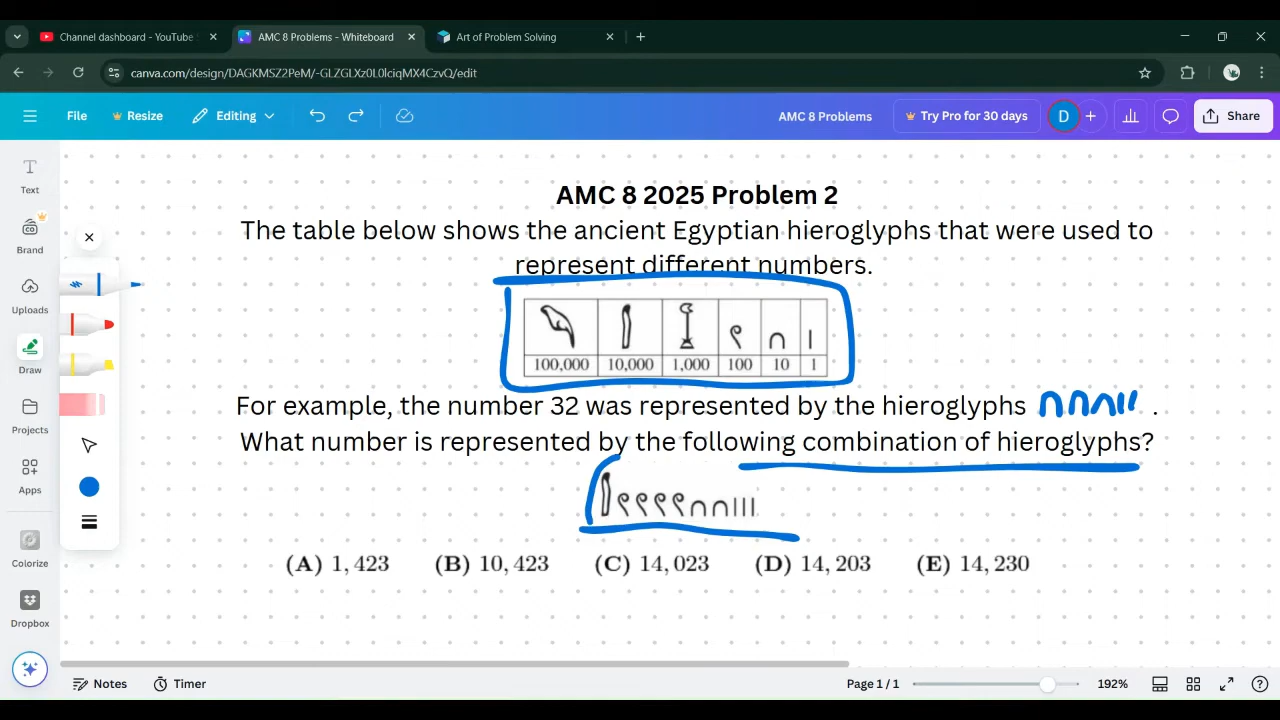 Channel dashboard - YouTube
AMC 8 Problems - Whiteboard
Art of Problem Solving
canva.com/design/DAGKMSZ2PeM/-GLZGLXz0L0lciqMX4CzvQ/edit
File
Resize
Editing
AMC 8 Problems
Try Pro for 30 days
D
Share
Text
Brand
Uploads
Draw
Projects
Apps
Colorize
Dropbox
AMC 8 2025 Problem 2
The table below shows the ancient Egyptian hieroglyphs that were used to
represent different numbers.
100,000 10,000 1,000 100 10 1
For example, the number 32 was represented by the hieroglyphs .
What number is represented by the following combination of hieroglyphs?
(A) 1,423 (B) 10,423 (C) 14,023 (D) 14,203 (E) 14,230
Notes
Timer
Page 1 / 1
192%